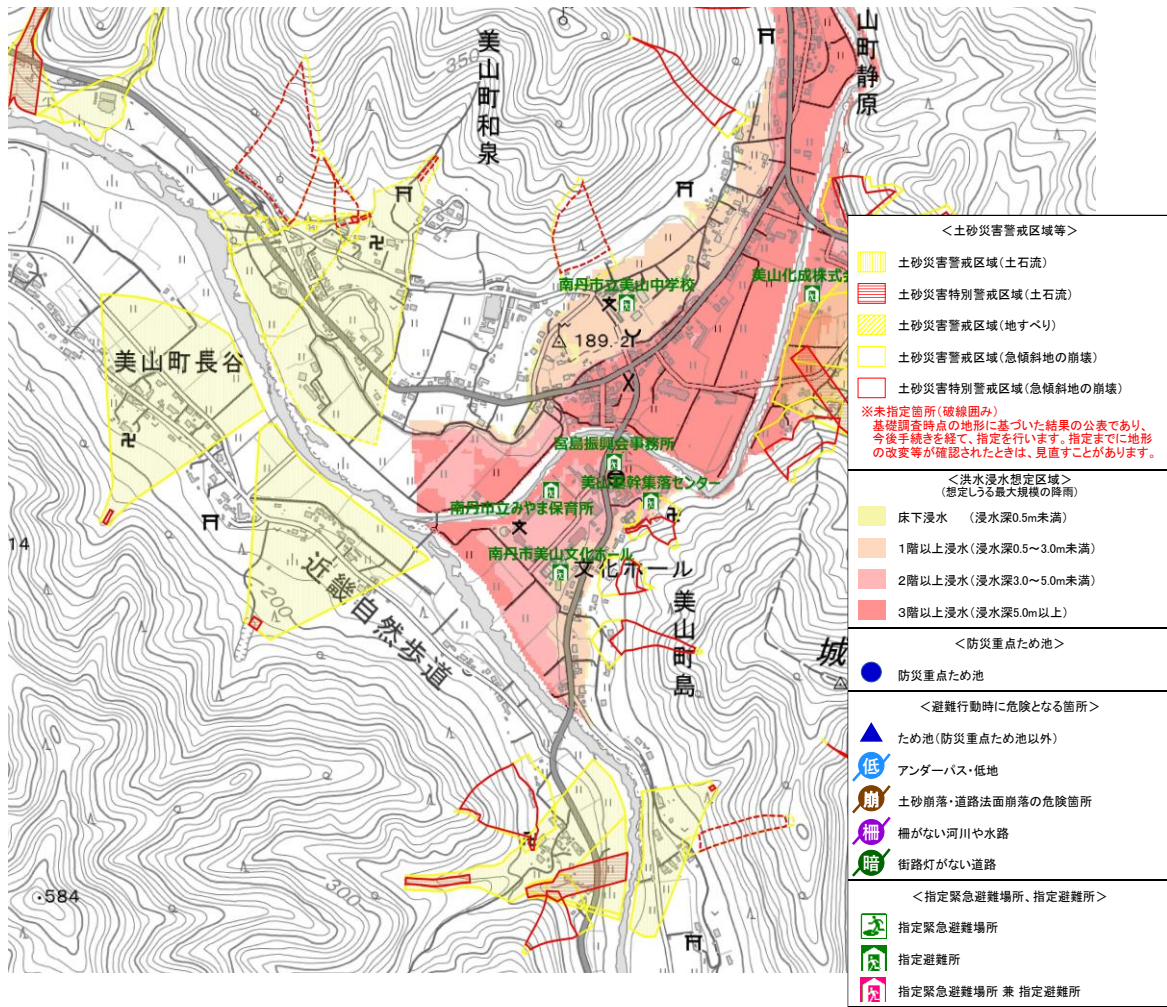 美山町和泉
350
山町静原
南丹市立美山中学校
美山化成株式会
189.2
美山町長谷
宮島振興会事務所
美山基幹集落センター
南丹市立みやま保育所
南丹市美山文化ホール
文化ホール
近畿自然歩道
200
美山町島
城
14
300
584
＜土砂災害警戒区域等＞
土砂災害警戒区域(土石流)
土砂災害特別警戒区域(土石流)
土砂災害警戒区域(地すべり)
土砂災害警戒区域(急傾斜地の崩壊)
土砂災害特別警戒区域(急傾斜地の崩壊)
※未指定箇所(破線囲み)
基礎調査時点の地形に基づいた結果の公表であり、
今後手続きを経て、指定を行います。指定までに地形
の改変等が確認されたときは、見直すことがあります。
＜洪水浸水想定区域＞
(想定しうる最大規模の降雨)
床下浸水　(浸水深0.5m未満)
1階以上浸水(浸水深0.5～3.0m未満)
2階以上浸水(浸水深3.0～5.0m未満)
3階以上浸水(浸水深5.0m以上)
＜防災重点ため池＞
防災重点ため池
＜避難行動時に危険となる箇所＞
ため池(防災重点ため池以外)
低 アンダーパス・低地
崩 土砂崩落・道路法面崩落の危険箇所
柵 柵がない河川や水路
暗 街路灯がない道路
＜指定緊急避難場所、指定避難所＞
指定緊急避難場所
指定避難所
指定緊急避難場所 兼 指定避難所